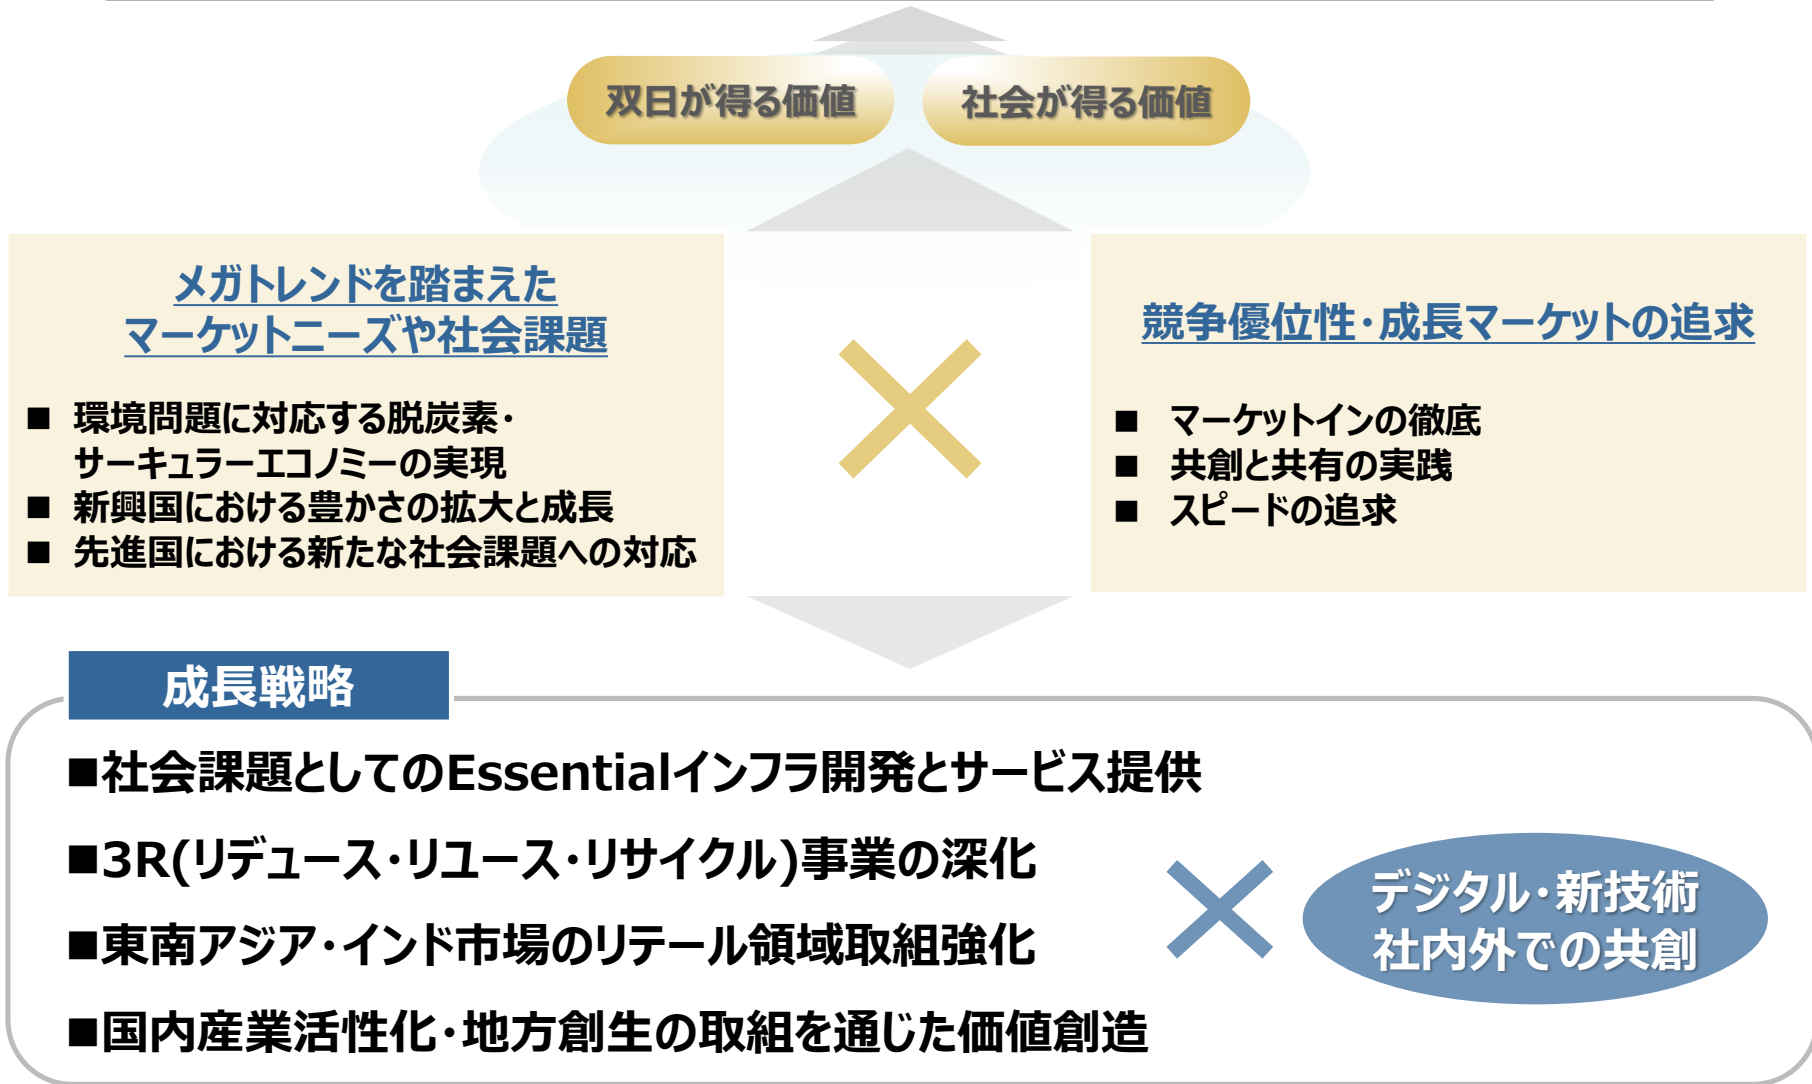 双日が得る価値
社会が得る価値
メガトレンドを踏まえた
マーケットニーズや社会課題
■ 環境問題に対応する脱炭素・
サーキュラーエコノミーの実現
■ 新興国における豊かさの拡大と成長
■ 先進国における新たな社会課題への対応
競争優位性・成長マーケットの追求
■ マーケットインの徹底
■ 共創と共有の実践
■ スピードの追求
成長戦略
■社会課題としてのEssentialインフラ開発とサービス提供
■3R(リデュース・リユース・リサイクル)事業の深化
■東南アジア・インド市場のリテール領域取組強化
■国内産業活性化・地方創生の取組を通じた価値創造
デジタル・新技術
社内外での共創